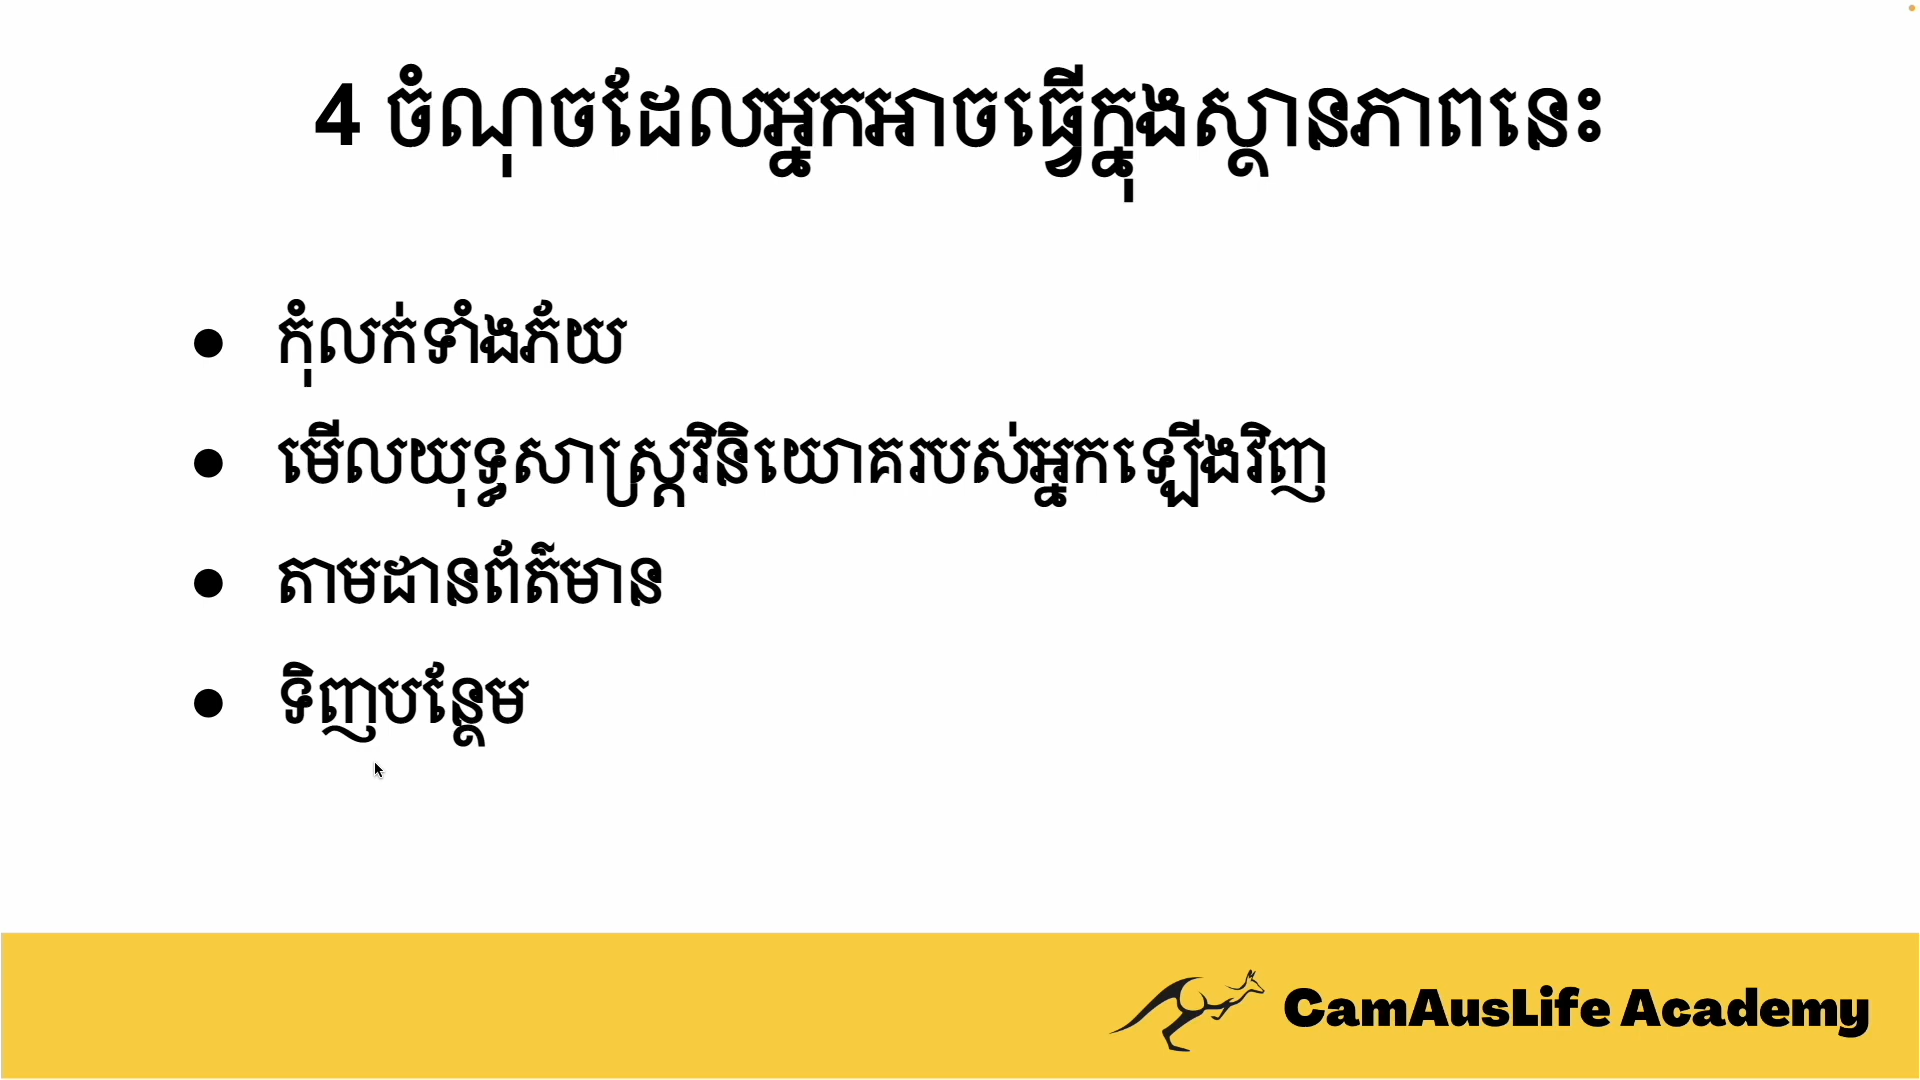 4 ចំណុចដែលអ្នកអាចធ្វើក្នុងស្ថានភាពនេះ
● កុំលក់ទាំងភ័យ
● មើលយុទ្ធសាស្ត្រវិនិយោគរបស់អ្នកឡើងវិញ
● តាមដានព័ត៌មាន
● ទិញបន្ថែម
CamAusLife Academy